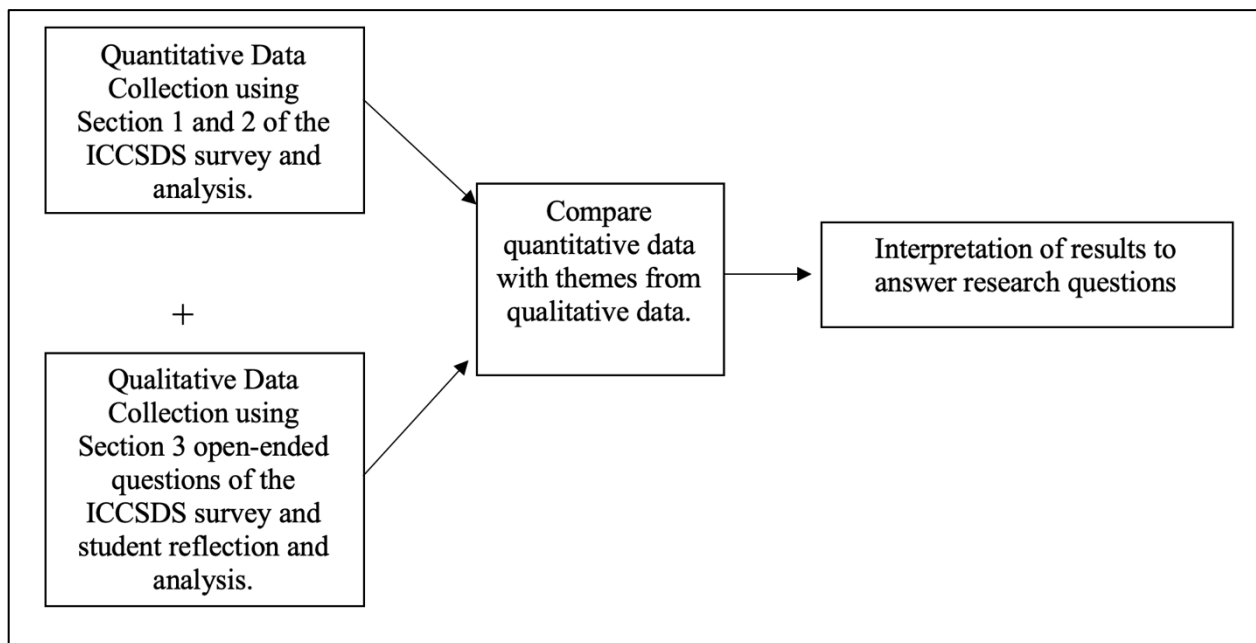 Quantitative Data
Collection using
Section 1 and 2 of the
ICCSDS survey and
analysis.
+
Qualitative Data
Collection using
Section 3 open-ended
questions of the
ICCSDS survey and
student reflection and
analysis.
Compare
quantitative data
with themes from
qualitative data.
Interpretation of results to
answer research questions